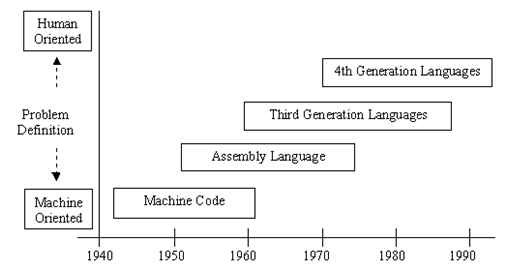 Human
Oriented
4th Generation Languages
Third Generation Languages
Problem
Definition
Assembly Language
Machine
Oriented
Machine Code
1940 1950 1960 1970 1980 1990